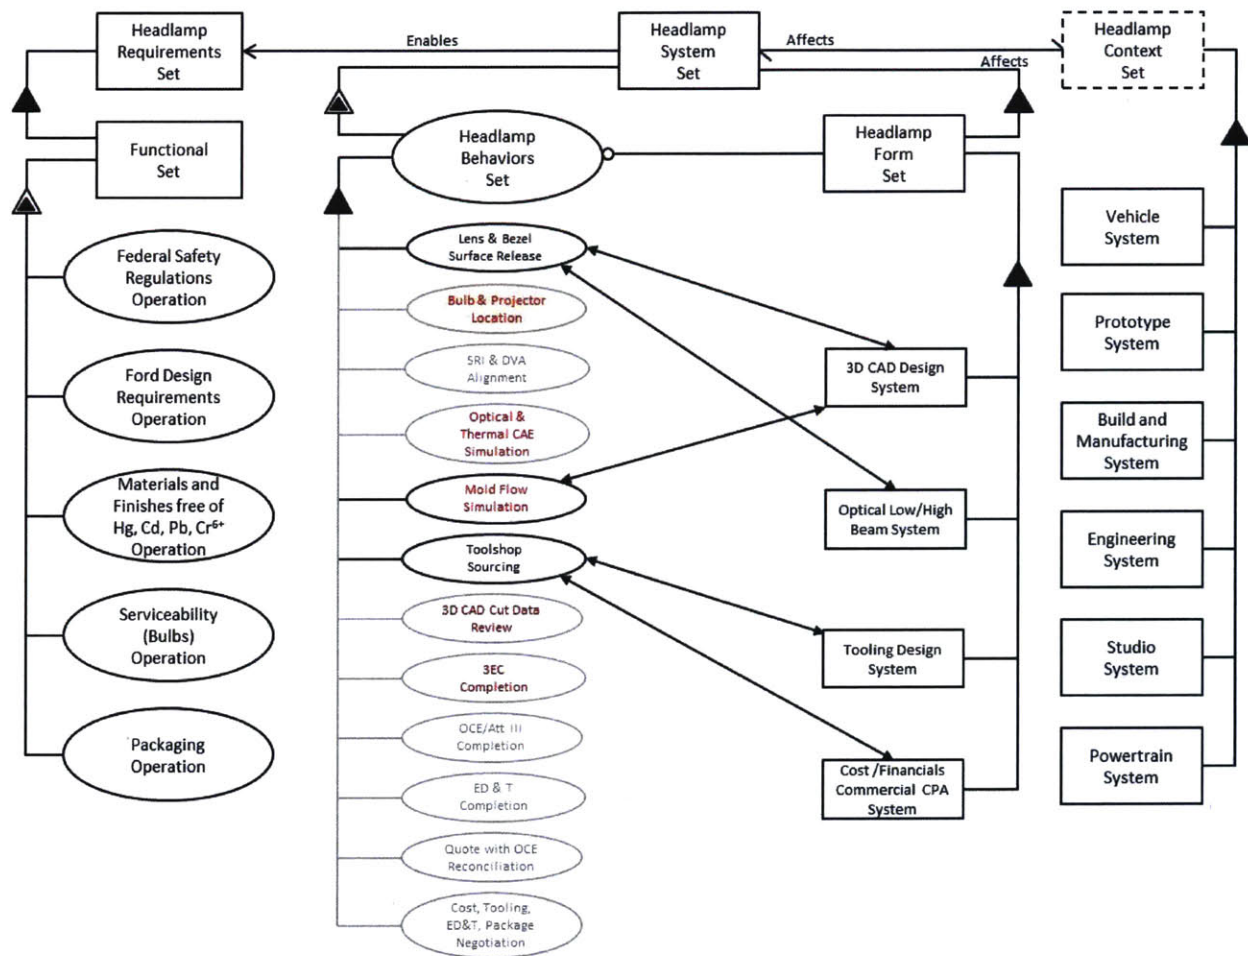 Headlamp
Requirements
Set
Enables
Headlamp
System
Set
Affects
Affects
Headlamp
Context
Set
Functional
Set
Headlamp
Behaviors
Set
Headlamp
Form
Set
Federal Safety
Regulations
Operation
Ford Design
Requirements
Operation
Materials and
Finishes free of
Hg, Cd, Pb, Cr⁶⁺
Operation
Serviceability
(Bulbs)
Operation
Packaging
Operation
Lens & Bezel
Surface Release
Bulb & Projector
Location
SRI & DVA
Alignment
Optical &
Thermal CAE
Simulation
Mold Flow
Simulation
Toolshop
Sourcing
3D CAD Cut Data
Review
3EC
Completion
OCE/Att III
Completion
ED & T
Completion
Quote with OCE
Reconciliation
Cost, Tooling,
ED&T, Package
Negotiation
3D CAD Design
System
Optical Low/High
Beam System
Tooling Design
System
Cost /Financials
Commercial CPA
System
Vehicle
System
Prototype
System
Build and
Manufacturing
System
Engineering
System
Studio
System
Powertrain
System